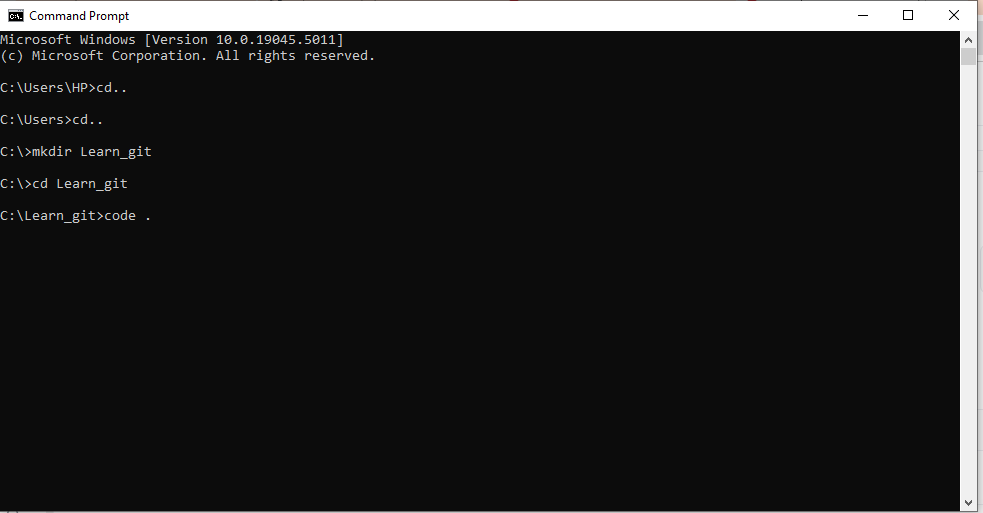 Command Prompt
Microsoft Windows [Version 10.0.19045.5011]
(c) Microsoft Corporation. All rights reserved.
C:\Users\HP>cd..
C:\Users>cd..
C:\>mkdir Learn_git
C:\>cd Learn_git
C:\Learn_git>code .